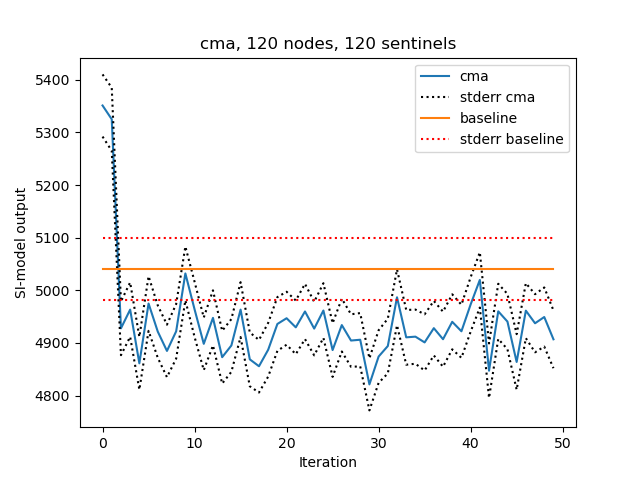 cma, 120 nodes, 120 sentinels
5400
5300
5200
5100
5000
4900
4800
SI-model output
cma
stderr cma
baseline
stderr baseline
0 10 20 30 40 50
Iteration